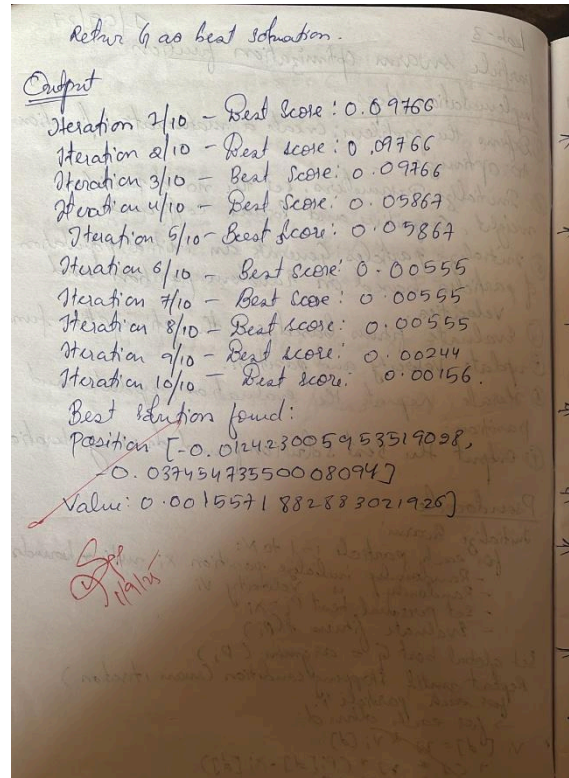 Retur G as best solution.
Output
Iteration 1/10 - Best Score: 0.09766
Iteration 2/10 - Best score: 0.09766
Iteration 3/10 - Best Score: 0.09766
Iteration 4/10 - Best Score: 0.05867
Iteration 5/10 - Best Score: 0.05867
Iteration 6/10 - Best Score: 0.00555
Iteration 7/10 - Best Score: 0.00555
Iteration 8/10 - Best score: 0.00555
Iteration 9/10 - Best score: 0.00244
Iteration 10/10 - Best score: 0.00156.
Best solution found:
Position [-0.012423005953519098,
0.03745473550008094]
Value: 0.0015571882883021926]
1/9/25